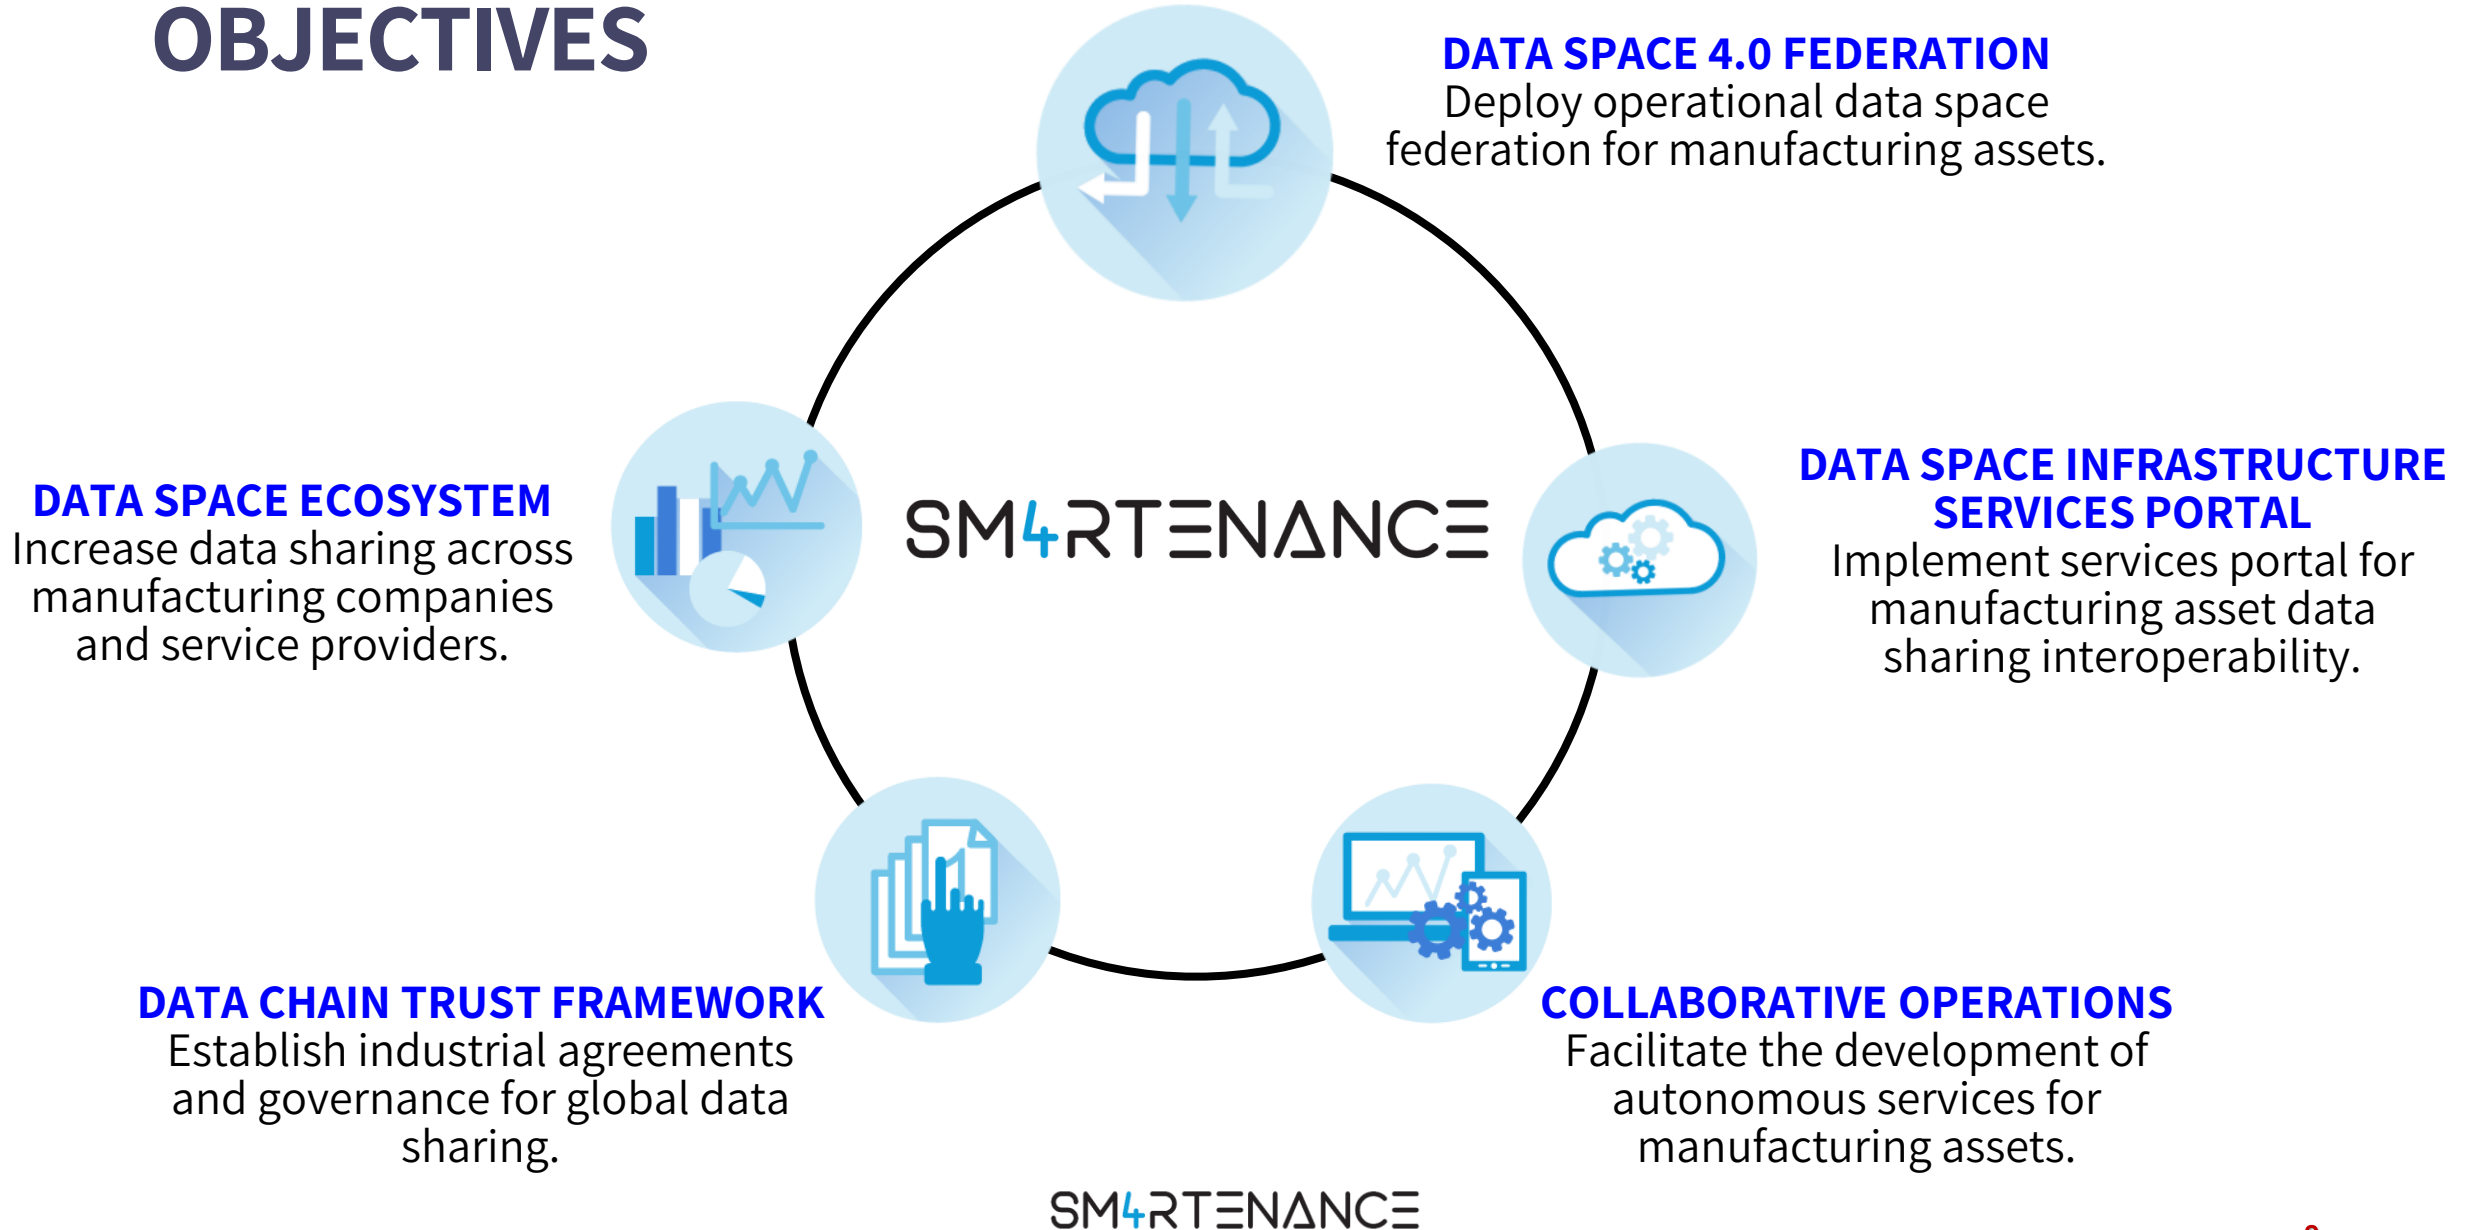 OBJECTIVES
DATA SPACE 4.0 FEDERATION
Deploy operational data space
federation for manufacturing assets.
DATA SPACE INFRASTRUCTURE
SERVICES PORTAL
Implement services portal for
manufacturing asset data
sharing interoperability.
COLLABORATIVE OPERATIONS
Facilitate the development of
autonomous services for
manufacturing assets.
DATA CHAIN TRUST FRAMEWORK
Establish industrial agreements
and governance for global data
sharing.
DATA SPACE ECOSYSTEM
Increase data sharing across
manufacturing companies
and service providers.
SM4RTENANCE
SM4RTENANCE